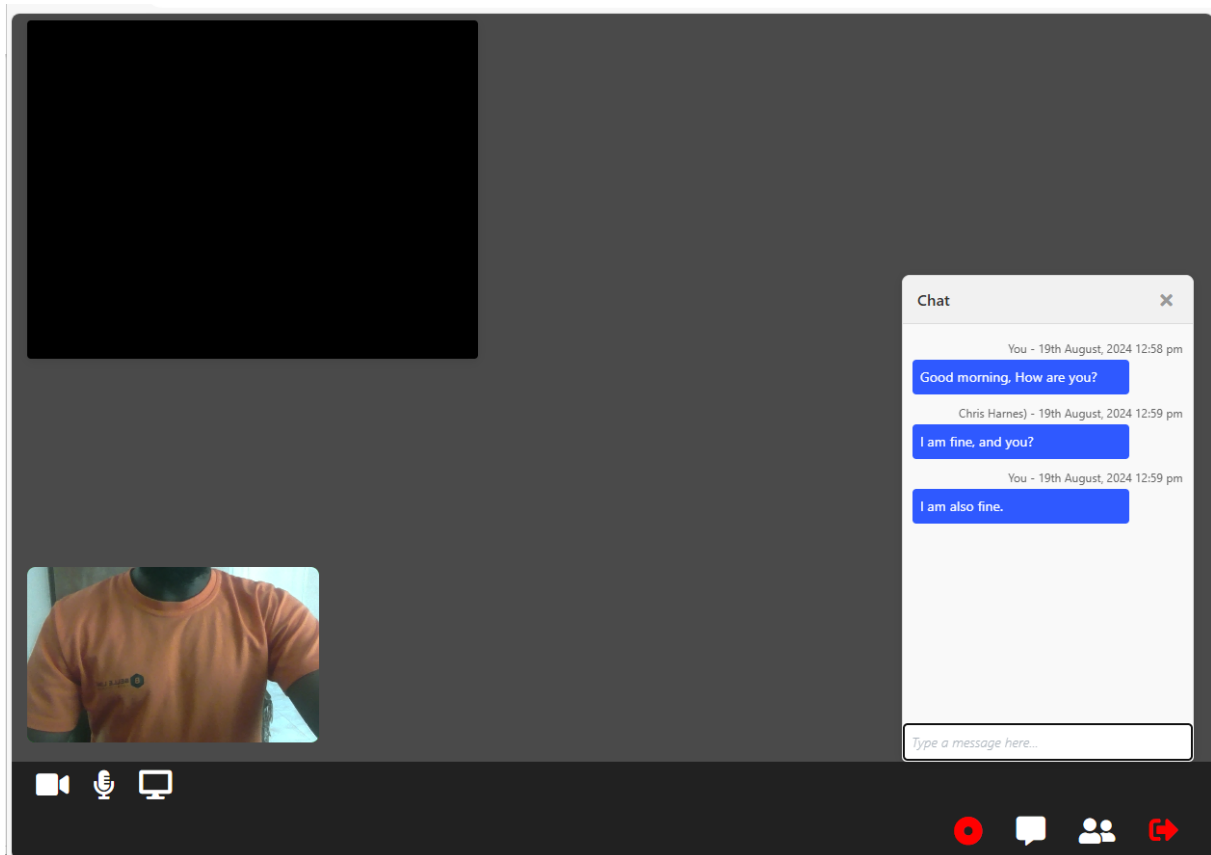 Chat
You - 19th August, 2024 12:58 pm
Good morning, How are you?
Chris Harnes) - 19th August, 2024 12:59 pm
I am fine, and you?
You - 19th August, 2024 12:59 pm
I am also fine.
Type a message here...